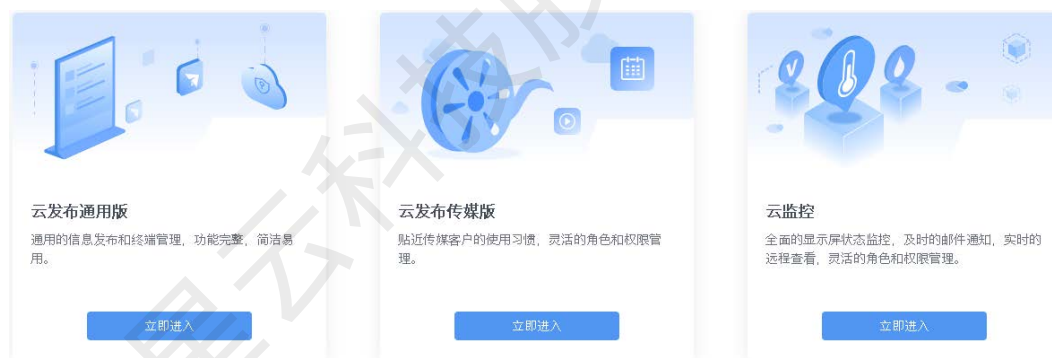 云发布通用版
通用的信息发布和终端管理，功能完整，简洁易
用。
立即进入
云发布传媒版
贴近传媒客户的使用习惯，灵活的角色和权限管
理。
立即进入
云监控
全面的显示屏状态监控，及时的邮件通知，实时的
远程查看，灵活的角色和权限管理。
立即进入
星云科技股